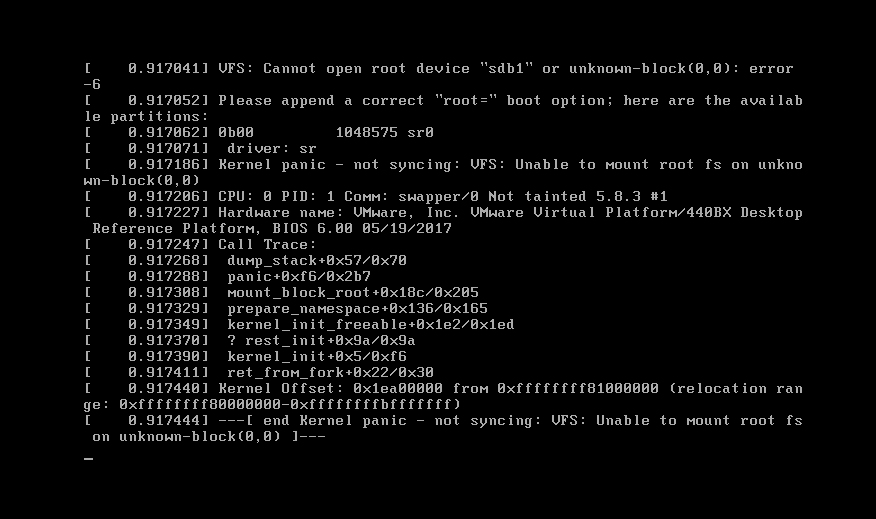 [    0.917041] VFS: Cannot open root device "sdb1" or unknown-block(0,0): error
-6
[    0.917052] Please append a correct "root=" boot option; here are the availab
le partitions:
[    0.917062] 0b00         1048575 sr0
[    0.917071]  driver: sr
[    0.917186] Kernel panic - not syncing: VFS: Unable to mount root fs on unkno
wn-block(0,0)
[    0.917206] CPU: 0 PID: 1 Comm: swapper/0 Not tainted 5.8.3 #1
[    0.917227] Hardware name: VMware, Inc. VMware Virtual Platform/440BX Desktop
 Reference Platform, BIOS 6.00 05/19/2017
[    0.917247] Call Trace:
[    0.917268]  dump_stack+0x57/0x70
[    0.917288]  panic+0xf6/0x2b7
[    0.917308]  mount_block_root+0x18c/0x205
[    0.917329]  prepare_namespace+0x136/0x165
[    0.917349]  kernel_init_freeable+0x1e2/0x1ed
[    0.917370]  ? rest_init+0x9a/0x9a
[    0.917390]  kernel_init+0x5/0xf6
[    0.917411]  ret_from_fork+0x22/0x30
[    0.917440] Kernel Offset: 0x1ea00000 from 0xffffffff81000000 (relocation ran
ge: 0xffffffff80000000-0xffffffffbfffffff)
[    0.917444] ---[ end Kernel panic - not syncing: VFS: Unable to mount root fs
 on unknown-block(0,0) ]---